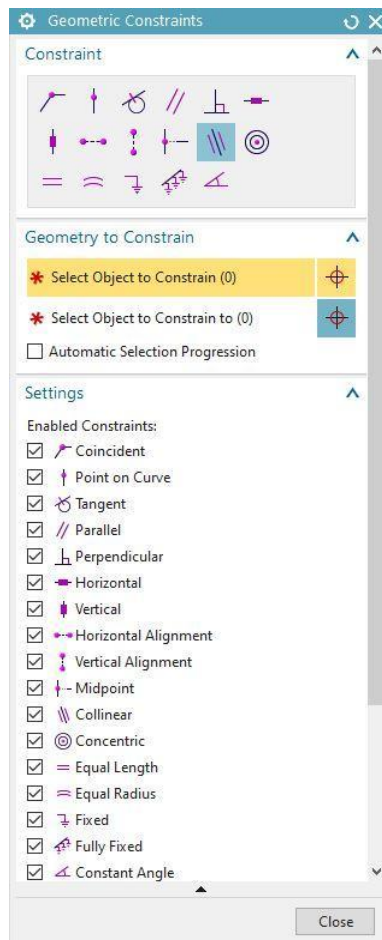 Geometric Constraints
Constraint
Geometry to Constrain
Select Object to Constrain (0)
Select Object to Constrain to (0)
Automatic Selection Progression
Settings
Enabled Constraints:
Coincident
Point on Curve
Tangent
Parallel
Perpendicular
Horizontal
Vertical
Horizontal Alignment
Vertical Alignment
Midpoint
Collinear
Concentric
Equal Length
Equal Radius
Fixed
Fully Fixed
Constant Angle
Close